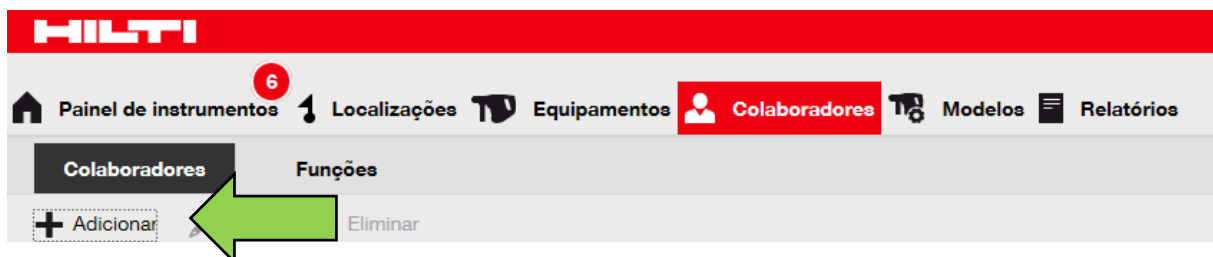 HILTI
6
Painel de instrumentos Localizações Equipamentos Colaboradores Modelos Relatórios
Colaboradores Funções
Adicionar Eliminar